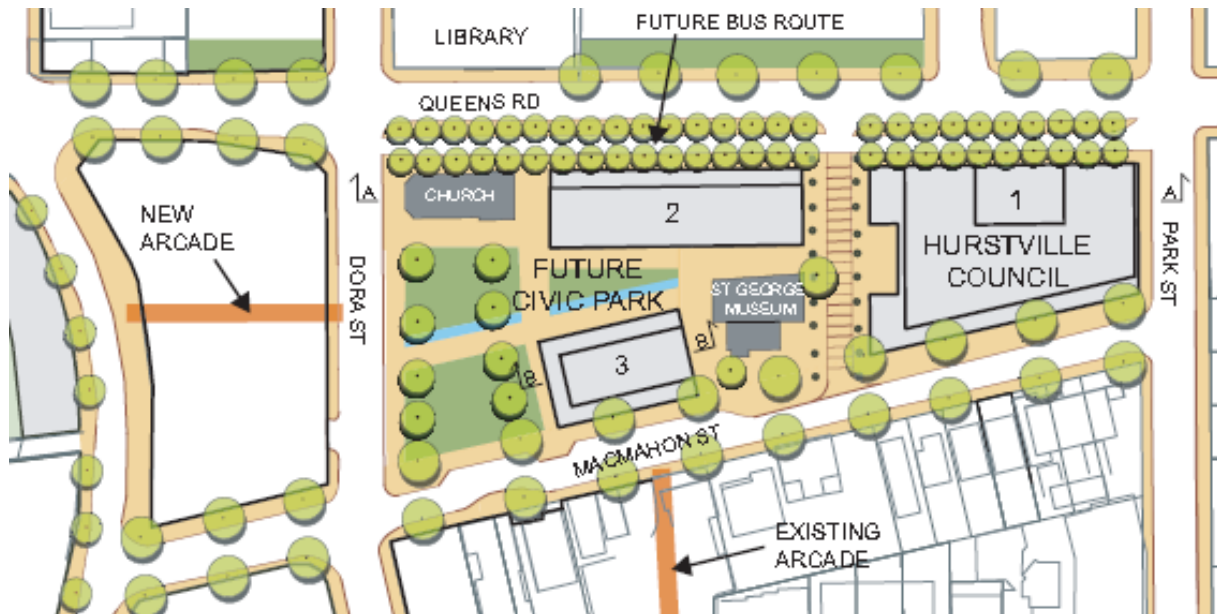 FUTURE BUS ROUTE
LIBRARY
QUEENS RD
A
CHURCH
NEW
ARCADE
2
1
A
HURSTVILLE
COUNCIL
DORA ST
PARK ST
FUTURE
CIVIC PARK
ST GEORGE
MUSEUM
B
3
B
MACMAHON ST
EXISTING
ARCADE